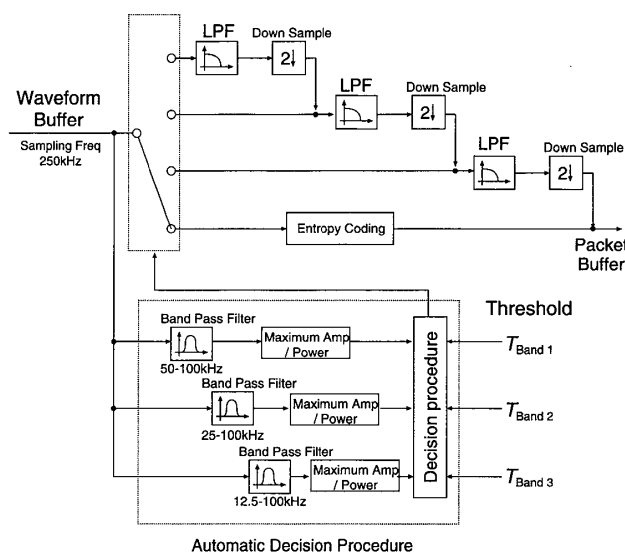 LPF
Down Sample
2↓
LPF
Down Sample
2↓
LPF
Down Sample
2↓
Waveform
Buffer
Sampling Freq
250kHz
Entropy Coding
Packet
Buffer
Threshold
Band Pass Filter
50-100kHz
Maximum Amp
/ Power
T Band 1
Band Pass Filter
25-100kHz
Maximum Amp
/ Power
T Band 2
Band Pass Filter
12.5-100kHz
Maximum Amp
/ Power
T Band 3
Decision procedure
Automatic Decision Procedure